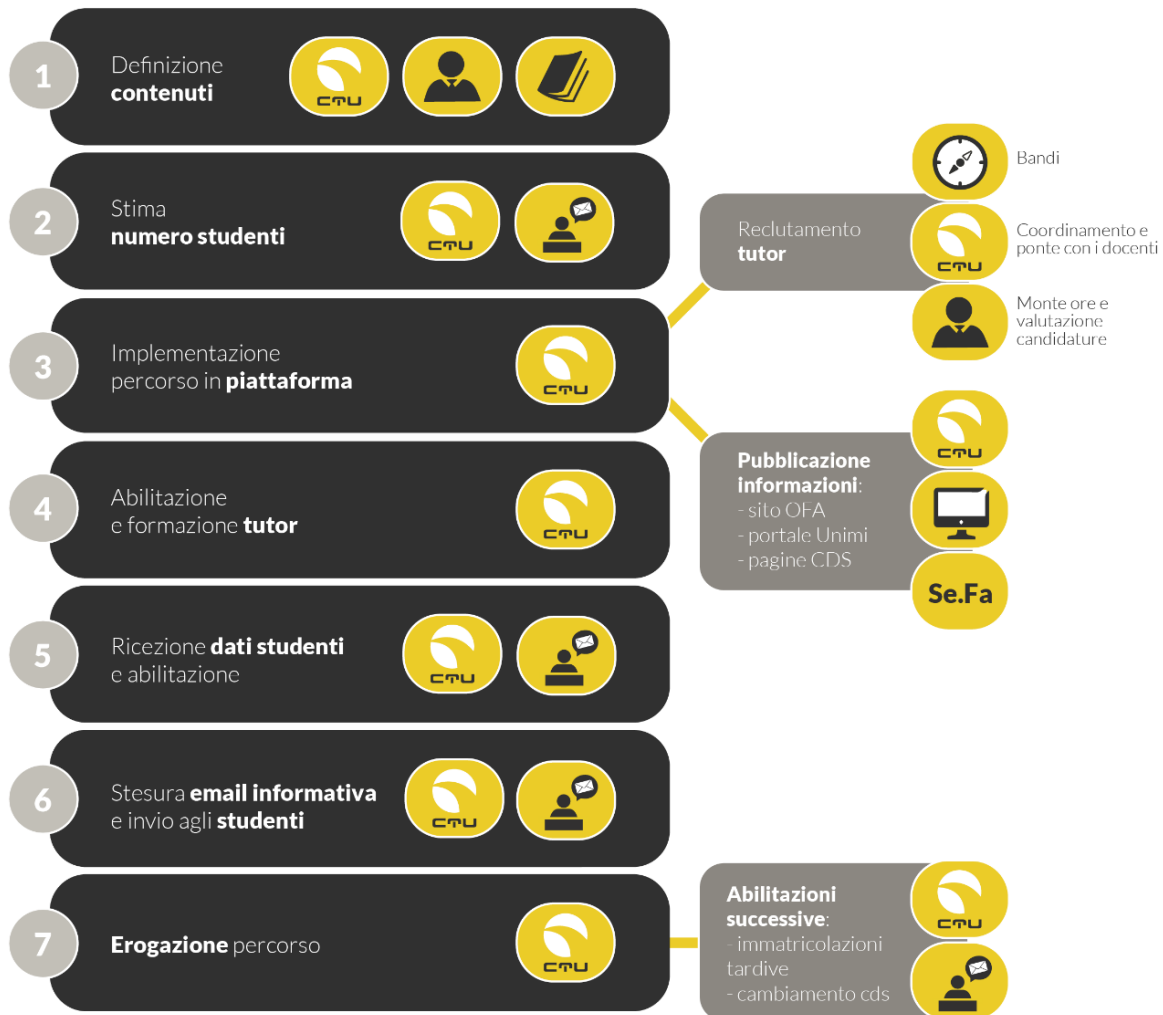 1
Definizione
contenuti
CTU
2
Stima
numero studenti
CTU
Reclutamento
tutor
Bandi
CTU
Coordinamento e
ponte con i docenti
Monte ore e
valutazione
candidature
3
Implementazione
percorso in piattaforma
CTU
Pubblicazione
informazioni:
- sito OFA
- portale Unimi
- pagine CDS
CTU
Se.Fa
4
Abilitazione
e formazione tutor
CTU
5
Ricezione dati studenti
e abilitazione
CTU
6
Stesura email informativa
e invio agli studenti
CTU
7
Erogazione percorso
CTU
Abilitazioni
successive:
- immatricolazioni
tardive
- cambiamento cds
CTU